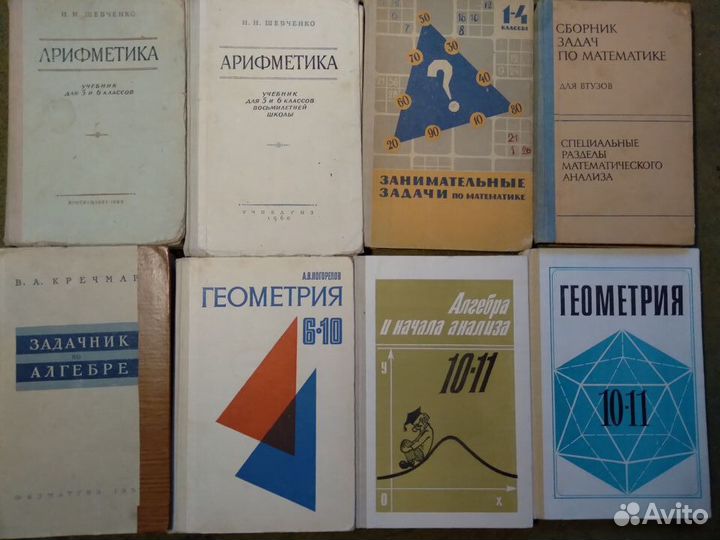 И. Н. ШЕВЧЕНКО
АРИФМЕТИКА
УЧЕБНИК
ДЛЯ 5 И 6 КЛАССОВ
И. Н. ШЕВЧЕНКО
АРИФМЕТИКА
УЧЕБНИК
ДЛЯ 5 И 6 КЛАССОВ
ВОСЬМИЛЕТНЕЙ
ШКОЛЫ
УЧПЕДГИЗ
1960
1-4
КЛАССЫ
50
70
30
?
60
80
20
90
10
40
ЗАНИМАТЕЛЬНЫЕ
ЗАДАЧИ ПО МАТЕМАТИКЕ
СБОРНИК
ЗАДАЧ
ПО МАТЕМАТИКЕ
ДЛЯ ВТУЗОВ
СПЕЦИАЛЬНЫЕ
РАЗДЕЛЫ
МАТЕМАТИЧЕСКОГО
АНАЛИЗА
В. А. КРЕЧМАР
ЗАДАЧНИК
ПО
АЛГЕБРЕ
А.В.ПОГОРЕЛОВ
ГЕОМЕТРИЯ
6-10
Алгебра
и начала анализа
У
10-11
0
X
ГЕОМЕТРИЯ
10-11
Avito